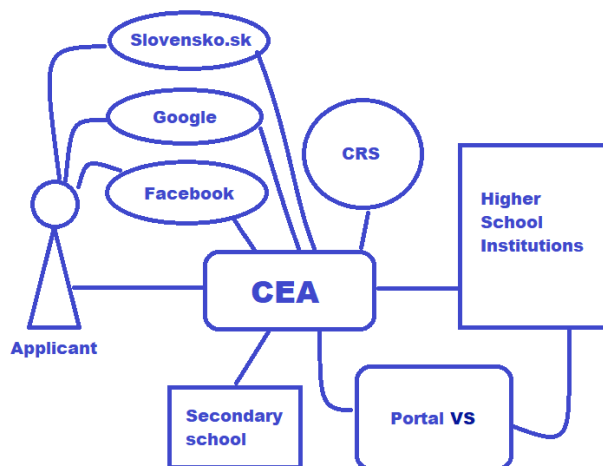 Slovensko.sk
Google
CRS
Facebook
Higher
School
Institutions
CEA
Applicant
Secondary
school
Portal VS